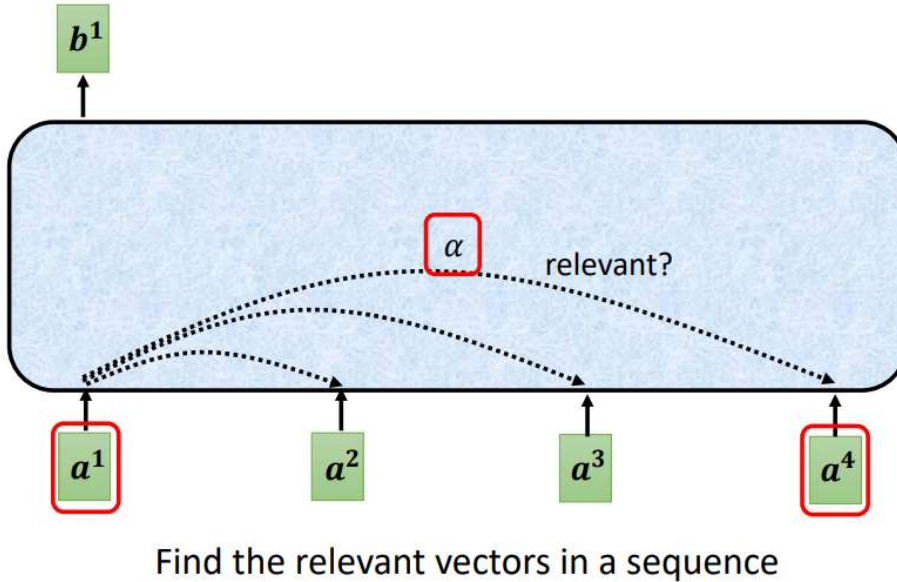 b¹
α
relevant?
a¹ a² a³ a⁴
Find the relevant vectors in a sequence